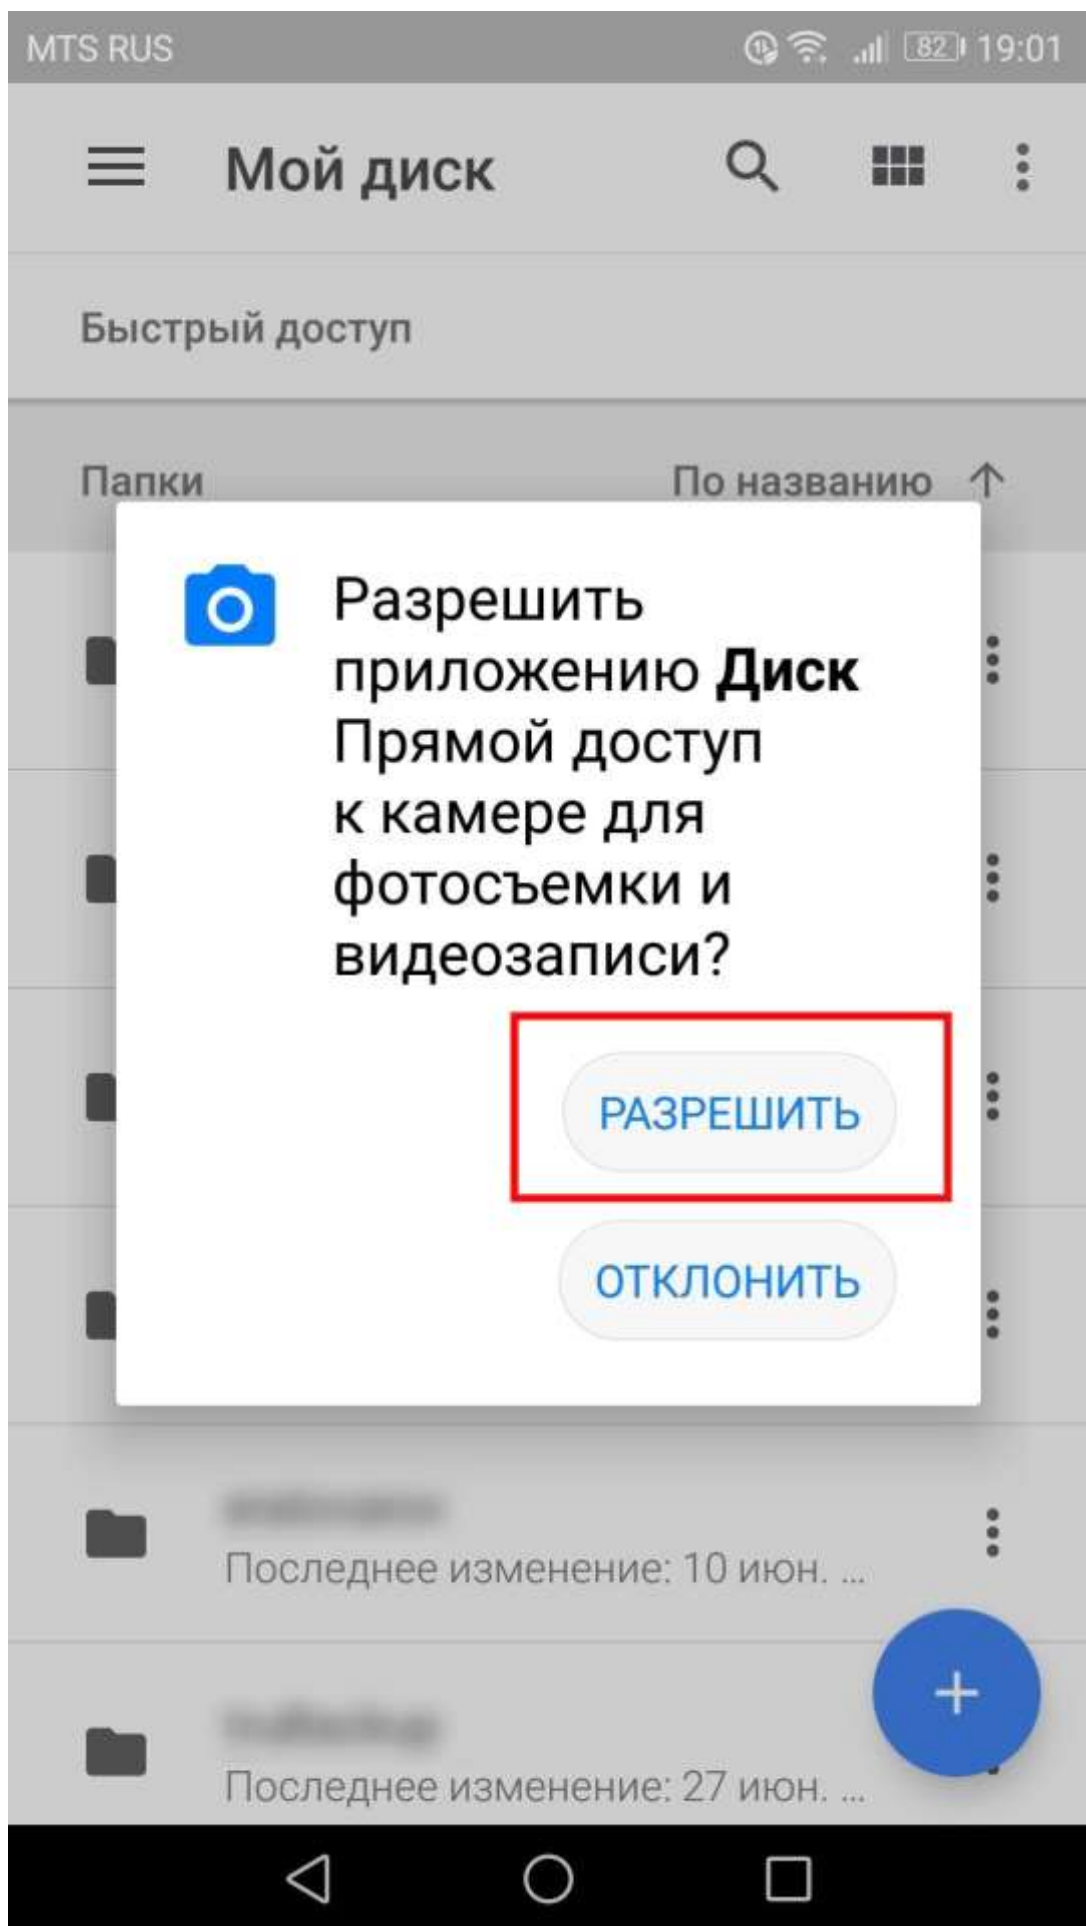 MTS RUS 82 19:01
Мой диск
Быстрый доступ
Папки По названию
Разрешить
приложению Диск
Прямой доступ
к камере для
фотосъемки и
видеозаписи?
РАЗРЕШИТЬ
ОТКЛОНИТЬ
Последнее изменение: 10 июн. ...
Последнее изменение: 27 июн. ...